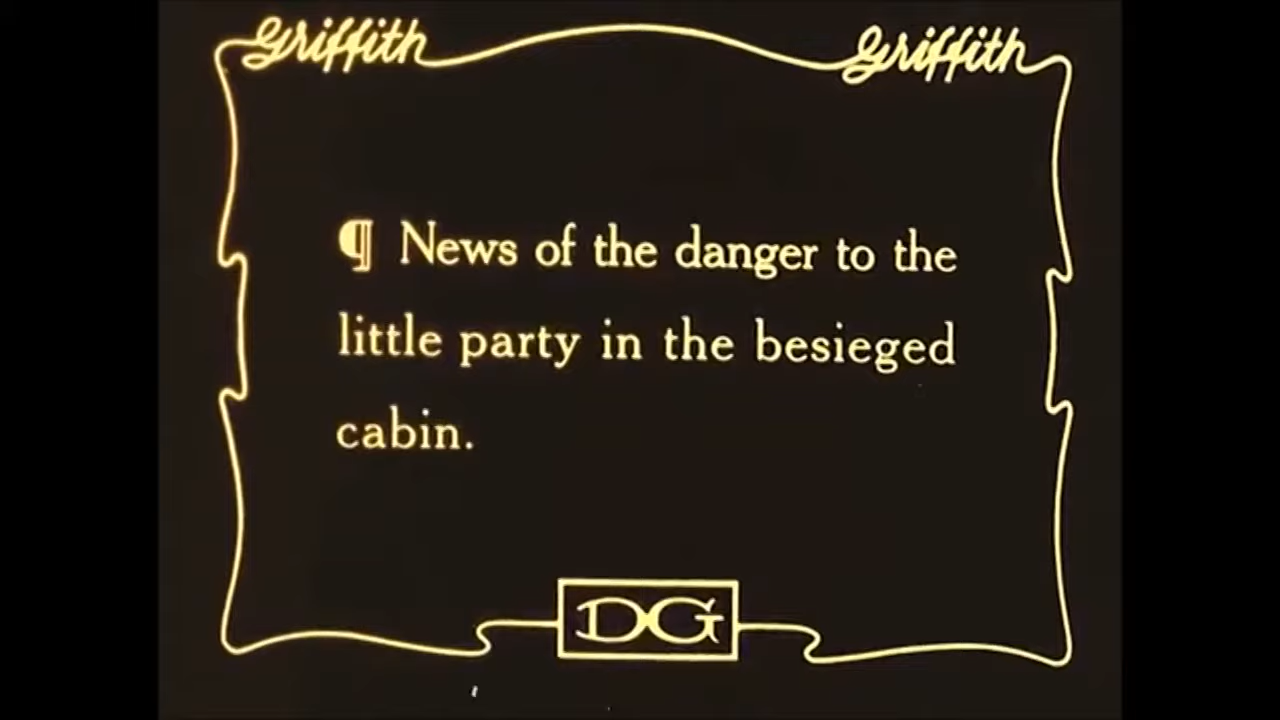 Griffith Griffith
¶ News of the danger to the
little party in the besieged
cabin.
DG